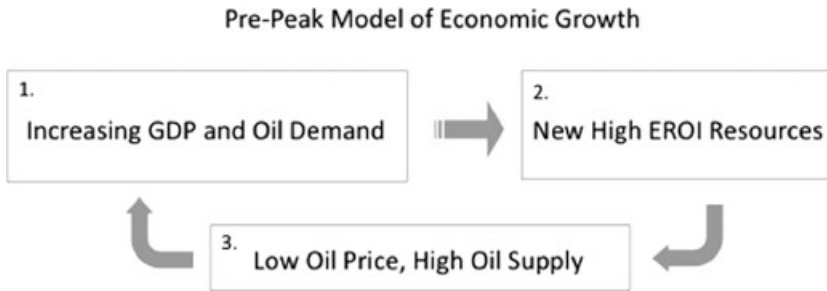 Pre-Peak Model of Economic Growth
1.
Increasing GDP and Oil Demand
2.
New High EROI Resources
3.
Low Oil Price, High Oil Supply